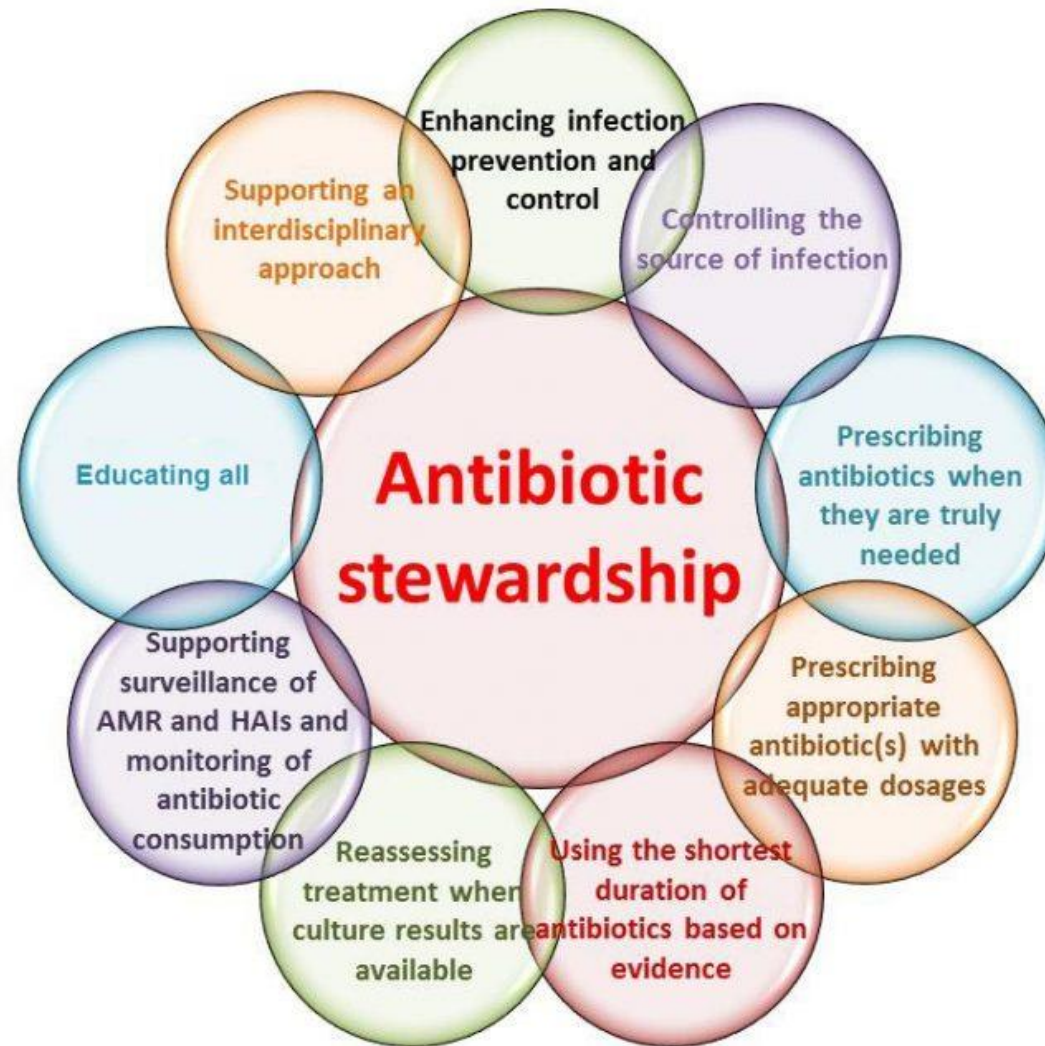 Antibiotic
stewardship
Enhancing infection
prevention and
control
Controlling the
source of infection
Prescribing
antibiotics when
they are truly
needed
Prescribing
appropriate
antibiotic(s) with
adequate dosages
Using the shortest
duration of
antibiotics based on
evidence
Reassessing
treatment when
culture results are
available
Supporting
surveillance of
AMR and HAIs and
monitoring of
antibiotic
consumption
Educating all
Supporting an
interdisciplinary
approach